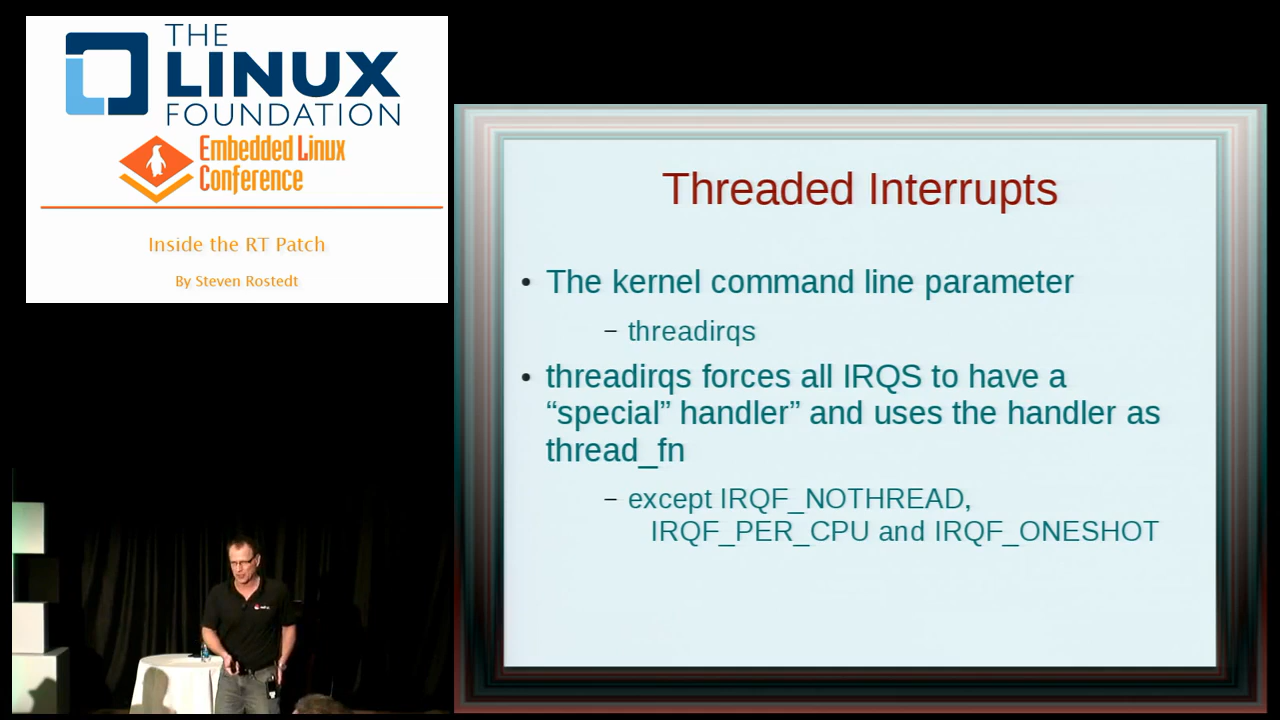 THE
LINUX
FOUNDATION
Embedded Linux
Conference
Inside the RT Patch
By Steven Rostedt
Threaded Interrupts
• The kernel command line parameter
– threadirqs
• threadirqs forces all IRQS to have a
“special” handler” and uses the handler as
thread_fn
– except IRQF_NOTHREAD,
IRQF_PER_CPU and IRQF_ONESHOT